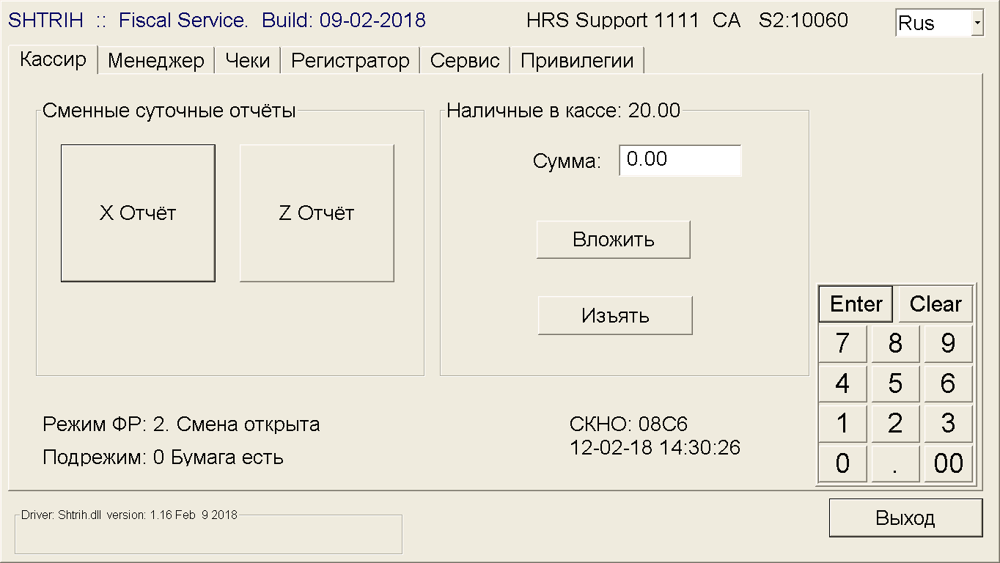 SHTRIH :: Fiscal Service. Build: 09-02-2018 HRS Support 1111 CA S2:10060 Rus
Кассир Менеджер Чеки Регистратор Сервис Привилегии
Сменные суточные отчёты
X Отчёт Z Отчёт
Наличные в кассе: 20.00
Сумма: 0.00
Вложить
Изъять
Enter Clear
7 8 9
4 5 6
1 2 3
0 . 00
Режим ФР: 2. Смена открыта
Подрежим: 0 Бумага есть
СКНО: 08C6
12-02-18 14:30:26
Driver: Shtrih.dll version: 1.16 Feb 9 2018
Выход